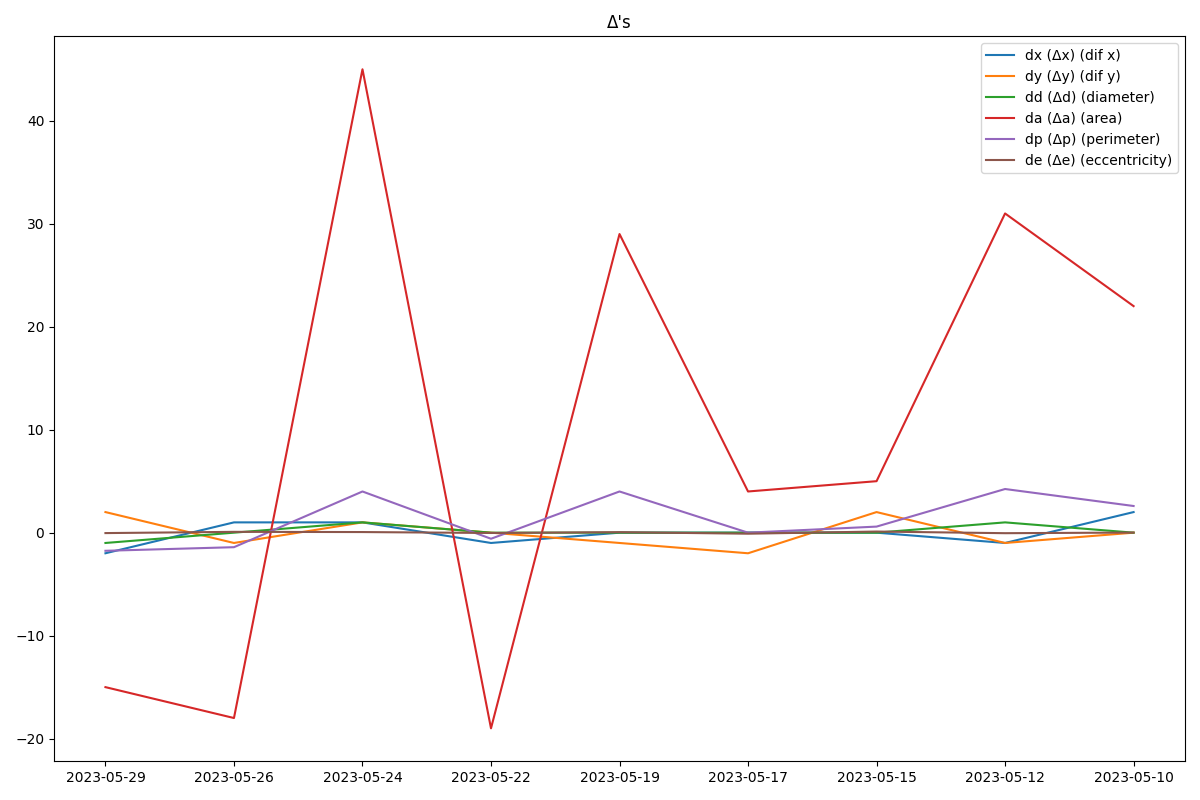 Δ's
dx (Δx) (dif x)
dy (Δy) (dif y)
dd (Δd) (diameter)
da (Δa) (area)
dp (Δp) (perimeter)
de (Δe) (eccentricity)
40
30
20
10
0
−10
−20
2023-05-29 2023-05-26 2023-05-24 2023-05-22 2023-05-19 2023-05-17 2023-05-15 2023-05-12 2023-05-10